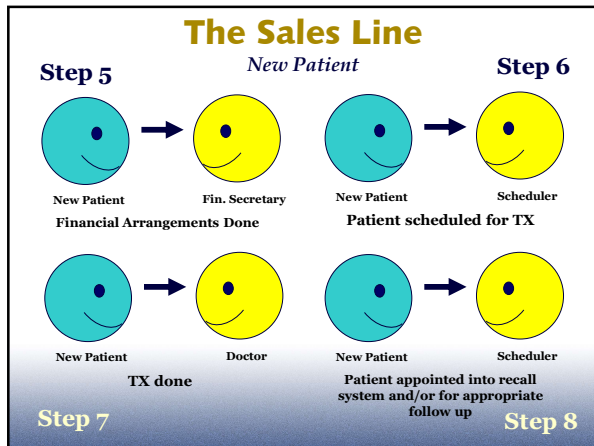 The Sales Line
New Patient
Step 5
Step 6
New Patient
Fin. Secretary
Financial Arrangements Done
New Patient
Scheduler
Patient scheduled for TX
New Patient
Doctor
TX done
Step 7
New Patient
Scheduler
Patient appointed into recall
system and/or for appropriate
follow up
Step 8